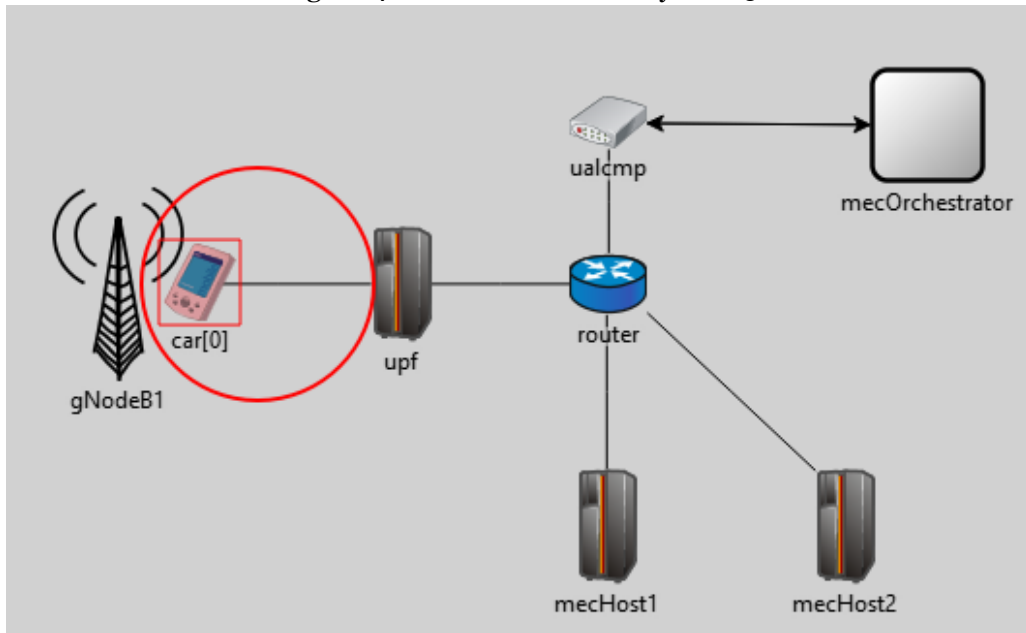 ualcmp
mecOrchestrator
car[0]
router
upf
gNodeB1
mecHost1
mecHost2